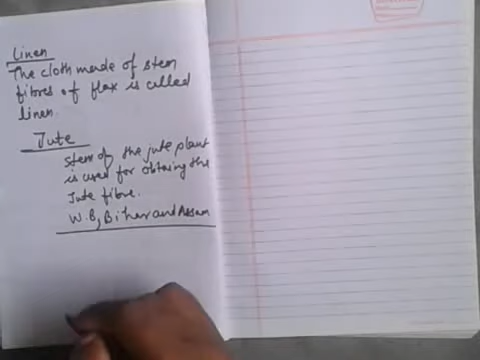 Linen
The cloth made of stem
fibres of flax is called
linen.
Jute
stem of the jute plant
is used for obtaing the
Jute fibre.
W.B, Bihar and Assam